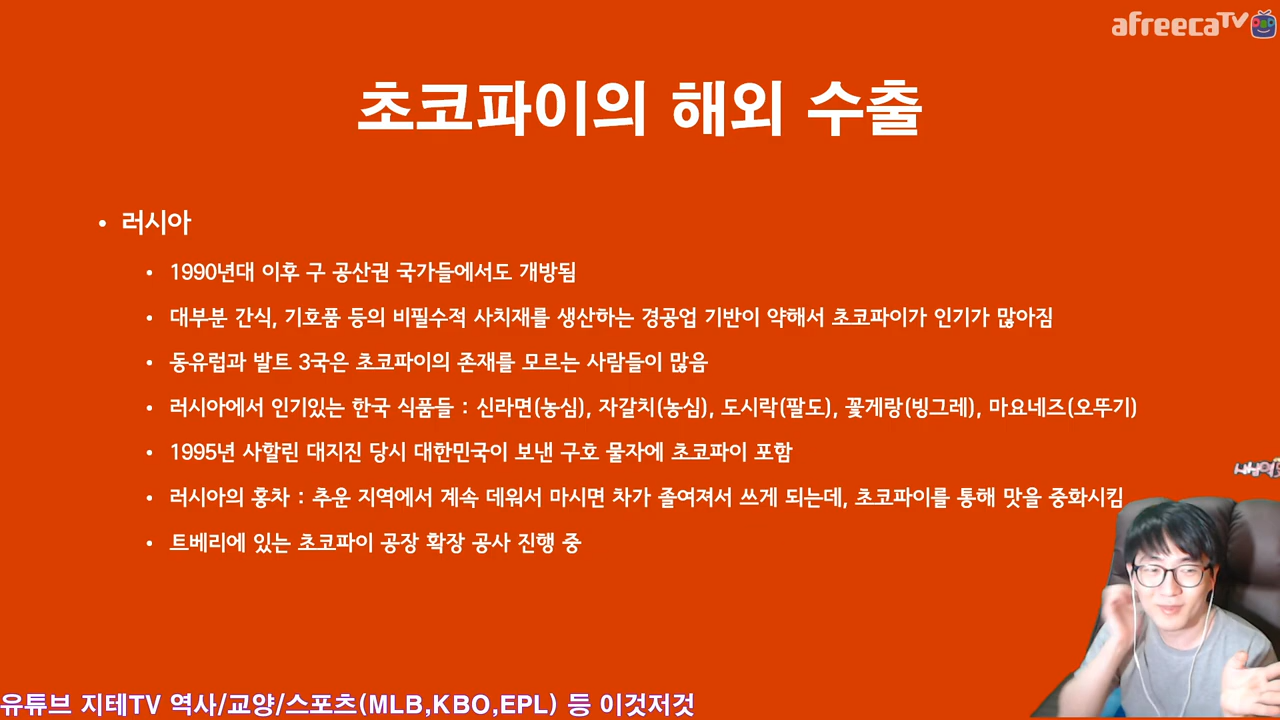 afreecaTV
초코파이의 해외 수출
• 러시아
• 1990년대 이후 구 공산권 국가들에서도 개방됨
• 대부분 간식, 기호품 등의 비필수적 사치재를 생산하는 경공업 기반이 약해서 초코파이가 인기가 많아짐
• 동유럽과 발트 3국은 초코파이의 존재를 모르는 사람들이 많음
• 러시아에서 인기있는 한국 식품들 : 신라면(농심), 자갈치(농심), 도시락(팔도), 꽃게랑(빙그레), 마요네즈(오뚜기)
• 1995년 사할린 대지진 당시 대한민국이 보낸 구호 물자에 초코파이 포함
• 러시아의 홍차 : 추운 지역에서 계속 데워서 마시면 차가 졸여져서 쓰게 되는데, 초코파이를 통해 맛을 중화시킴
• 트베리에 있는 초코파이 공장 확장 공사 진행 중
유튜브 지테TV 역사/교양/스포츠(MLB,KBO,EPL) 등 이것저것